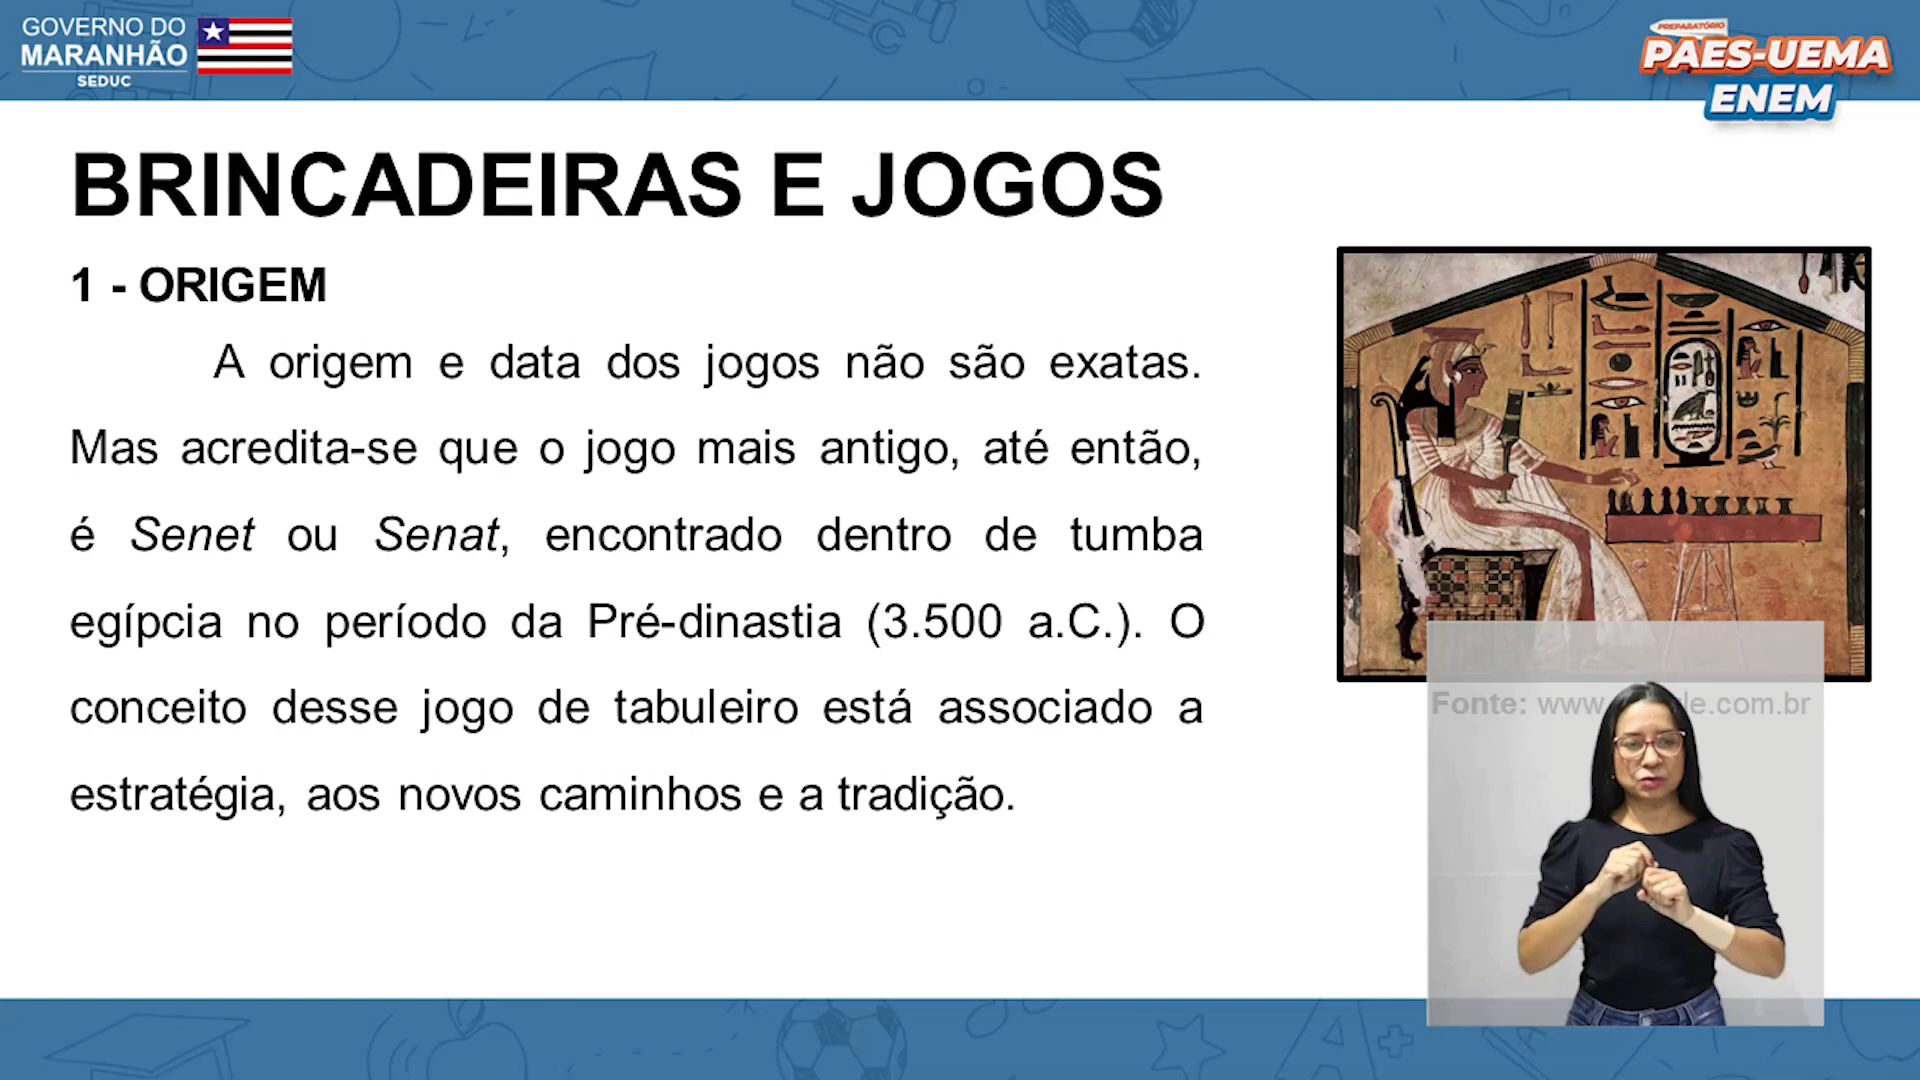 GOVERNO DO
MARANHÃO
SEDUC
PREPARATÓRIO
PAES-UEMA
ENEM
BRINCADEIRAS E JOGOS
1 - ORIGEM
A origem e data dos jogos não são exatas.
Mas acredita-se que o jogo mais antigo, até então,
é Senet ou Senat, encontrado dentro de tumba
egípcia no período da Pré-dinastia (3.500 a.C.). O
conceito desse jogo de tabuleiro está associado a
estratégia, aos novos caminhos e a tradição.
Fonte: